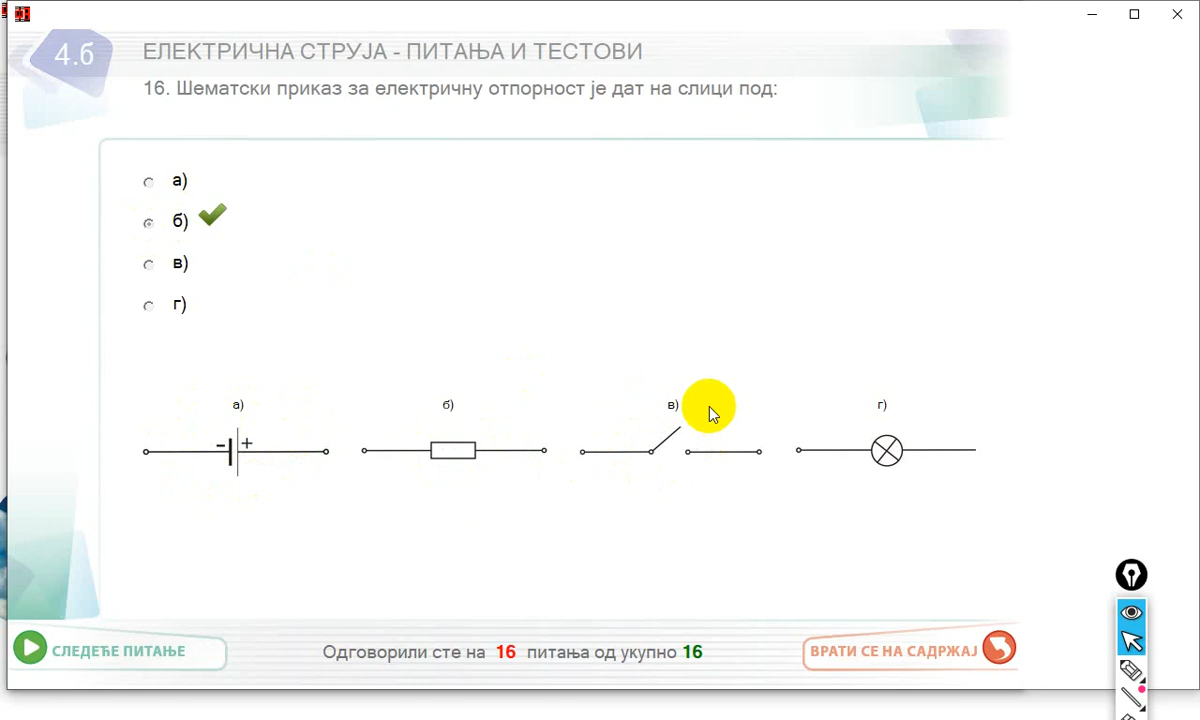 4.б
ЕЛЕКТРИЧНА СТРУЈА - ПИТАЊА И ТЕСТОВИ
16. Шематски приказ за електричну отпорност је дат на слици под:
а)
б)
в)
г)
а) б) в) г)
- +
СЛЕДЕЋЕ ПИТАЊЕ
Одговорили сте на 16 питања од укупно 16
ВРАТИ СЕ НА САДРЖАЈ